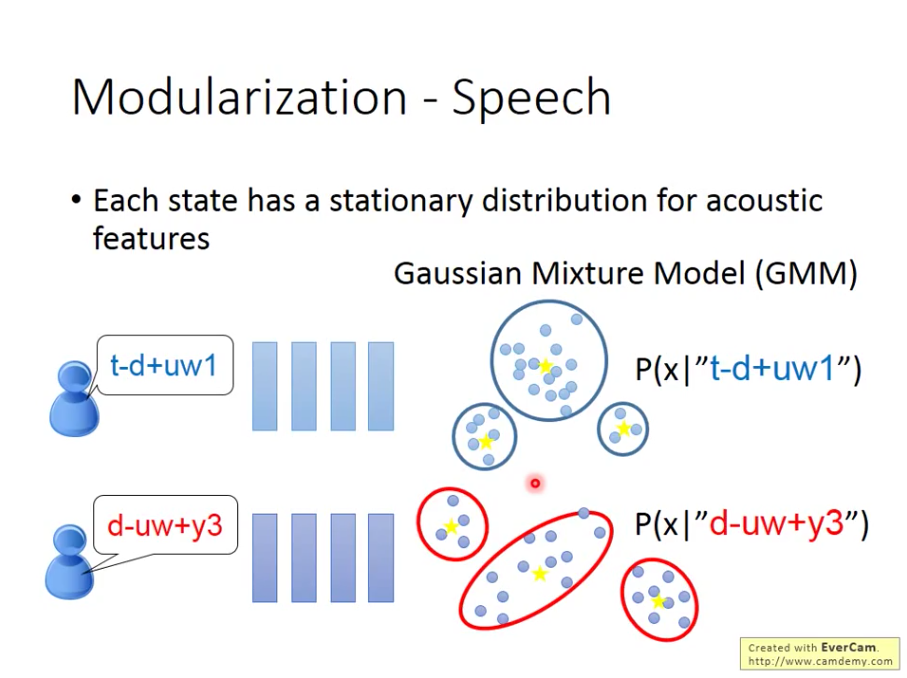 Modularization - Speech
• Each state has a stationary distribution for acoustic
features
Gaussian Mixture Model (GMM)
t-d+uw1
P(x|”t-d+uw1”)
d-uw+y3
P(x|”d-uw+y3”)
Created with EverCam.
http://www.camdemy.com